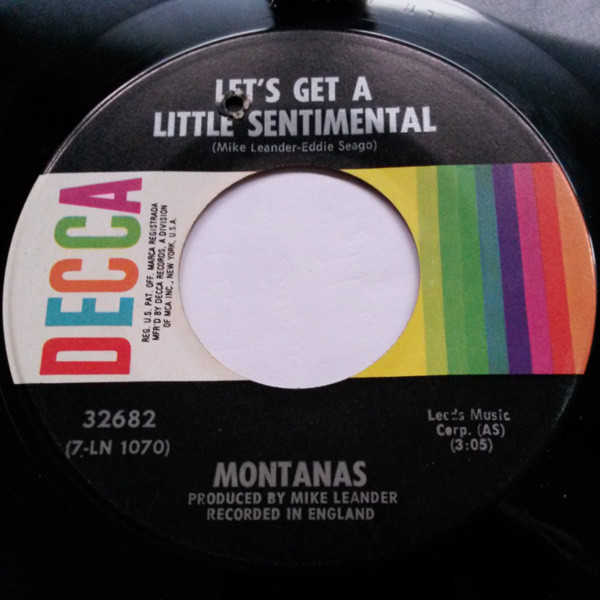 LET'S GET A
LITTLE SENTIMENTAL
(Mike Leander-Eddie Seago)
DECCA
REG. U.S. PAT. OFF. MARCA REGISTRADA
MFR'D BY DECCA RECORDS, A DIVISION
OF MCA INC., NEW YORK, U.S.A.
32682
(7-LN 1070)
Leeds Music
Corp. (AS)
(3:05)
MONTANAS
PRODUCED BY MIKE LEANDER
RECORDED IN ENGLAND